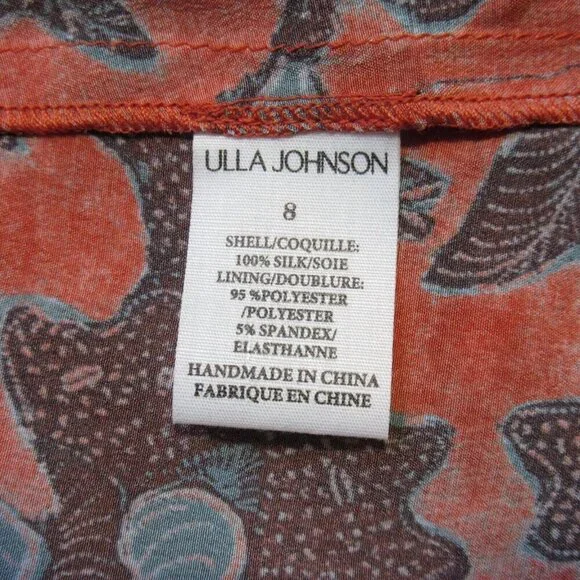 ULLA JOHNSON
8
SHELL/COQUILLE:
100% SILK/SOIE
LINING/DOUBLURE:
95 %POLYESTER
/POLYESTER
5% SPANDEX/
ELASTHANNE
HANDMADE IN CHINA
FABRIQUE EN CHINE